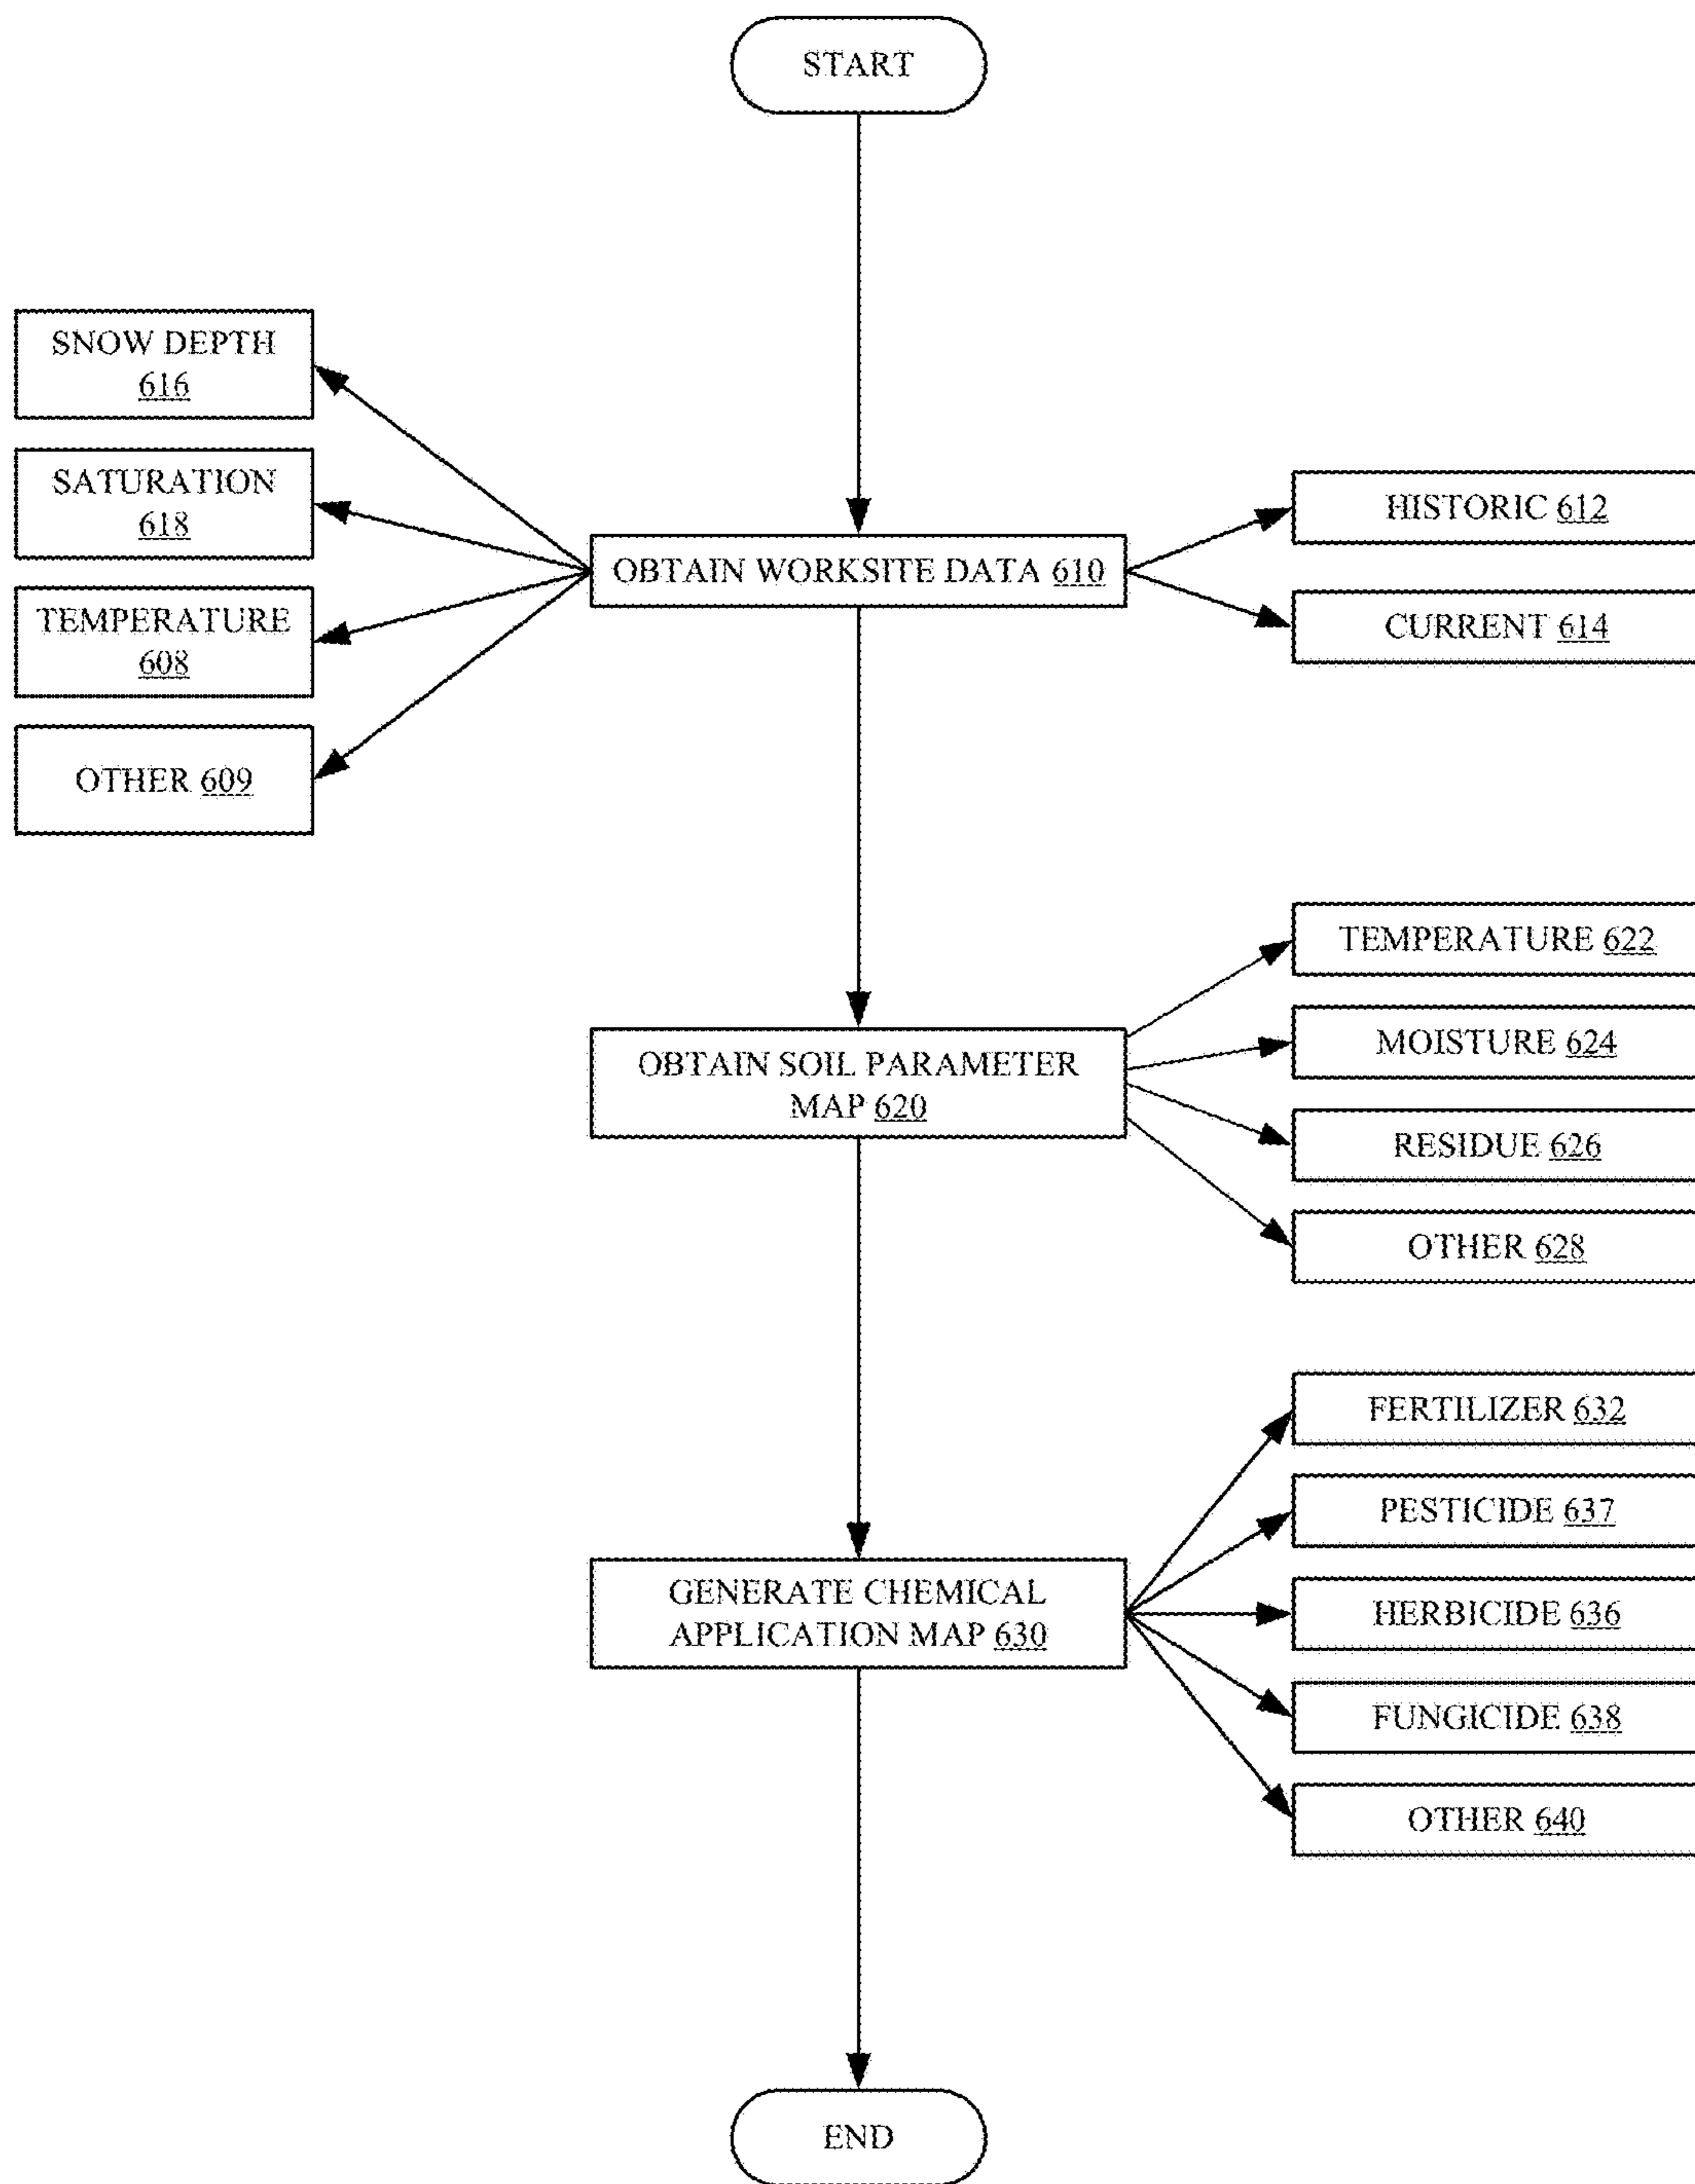 START
SNOW DEPTH
616
SATURATION
618
TEMPERATURE
608
OTHER 609
OBTAIN WORKSITE DATA 610
HISTORIC 612
CURRENT 614
OBTAIN SOIL PARAMETER
MAP 620
TEMPERATURE 622
MOISTURE 624
RESIDUE 626
OTHER 628
GENERATE CHEMICAL
APPLICATION MAP 630
FERTILIZER 632
PESTICIDE 637
HERBICIDE 636
FUNGICIDE 638
OTHER 640
END